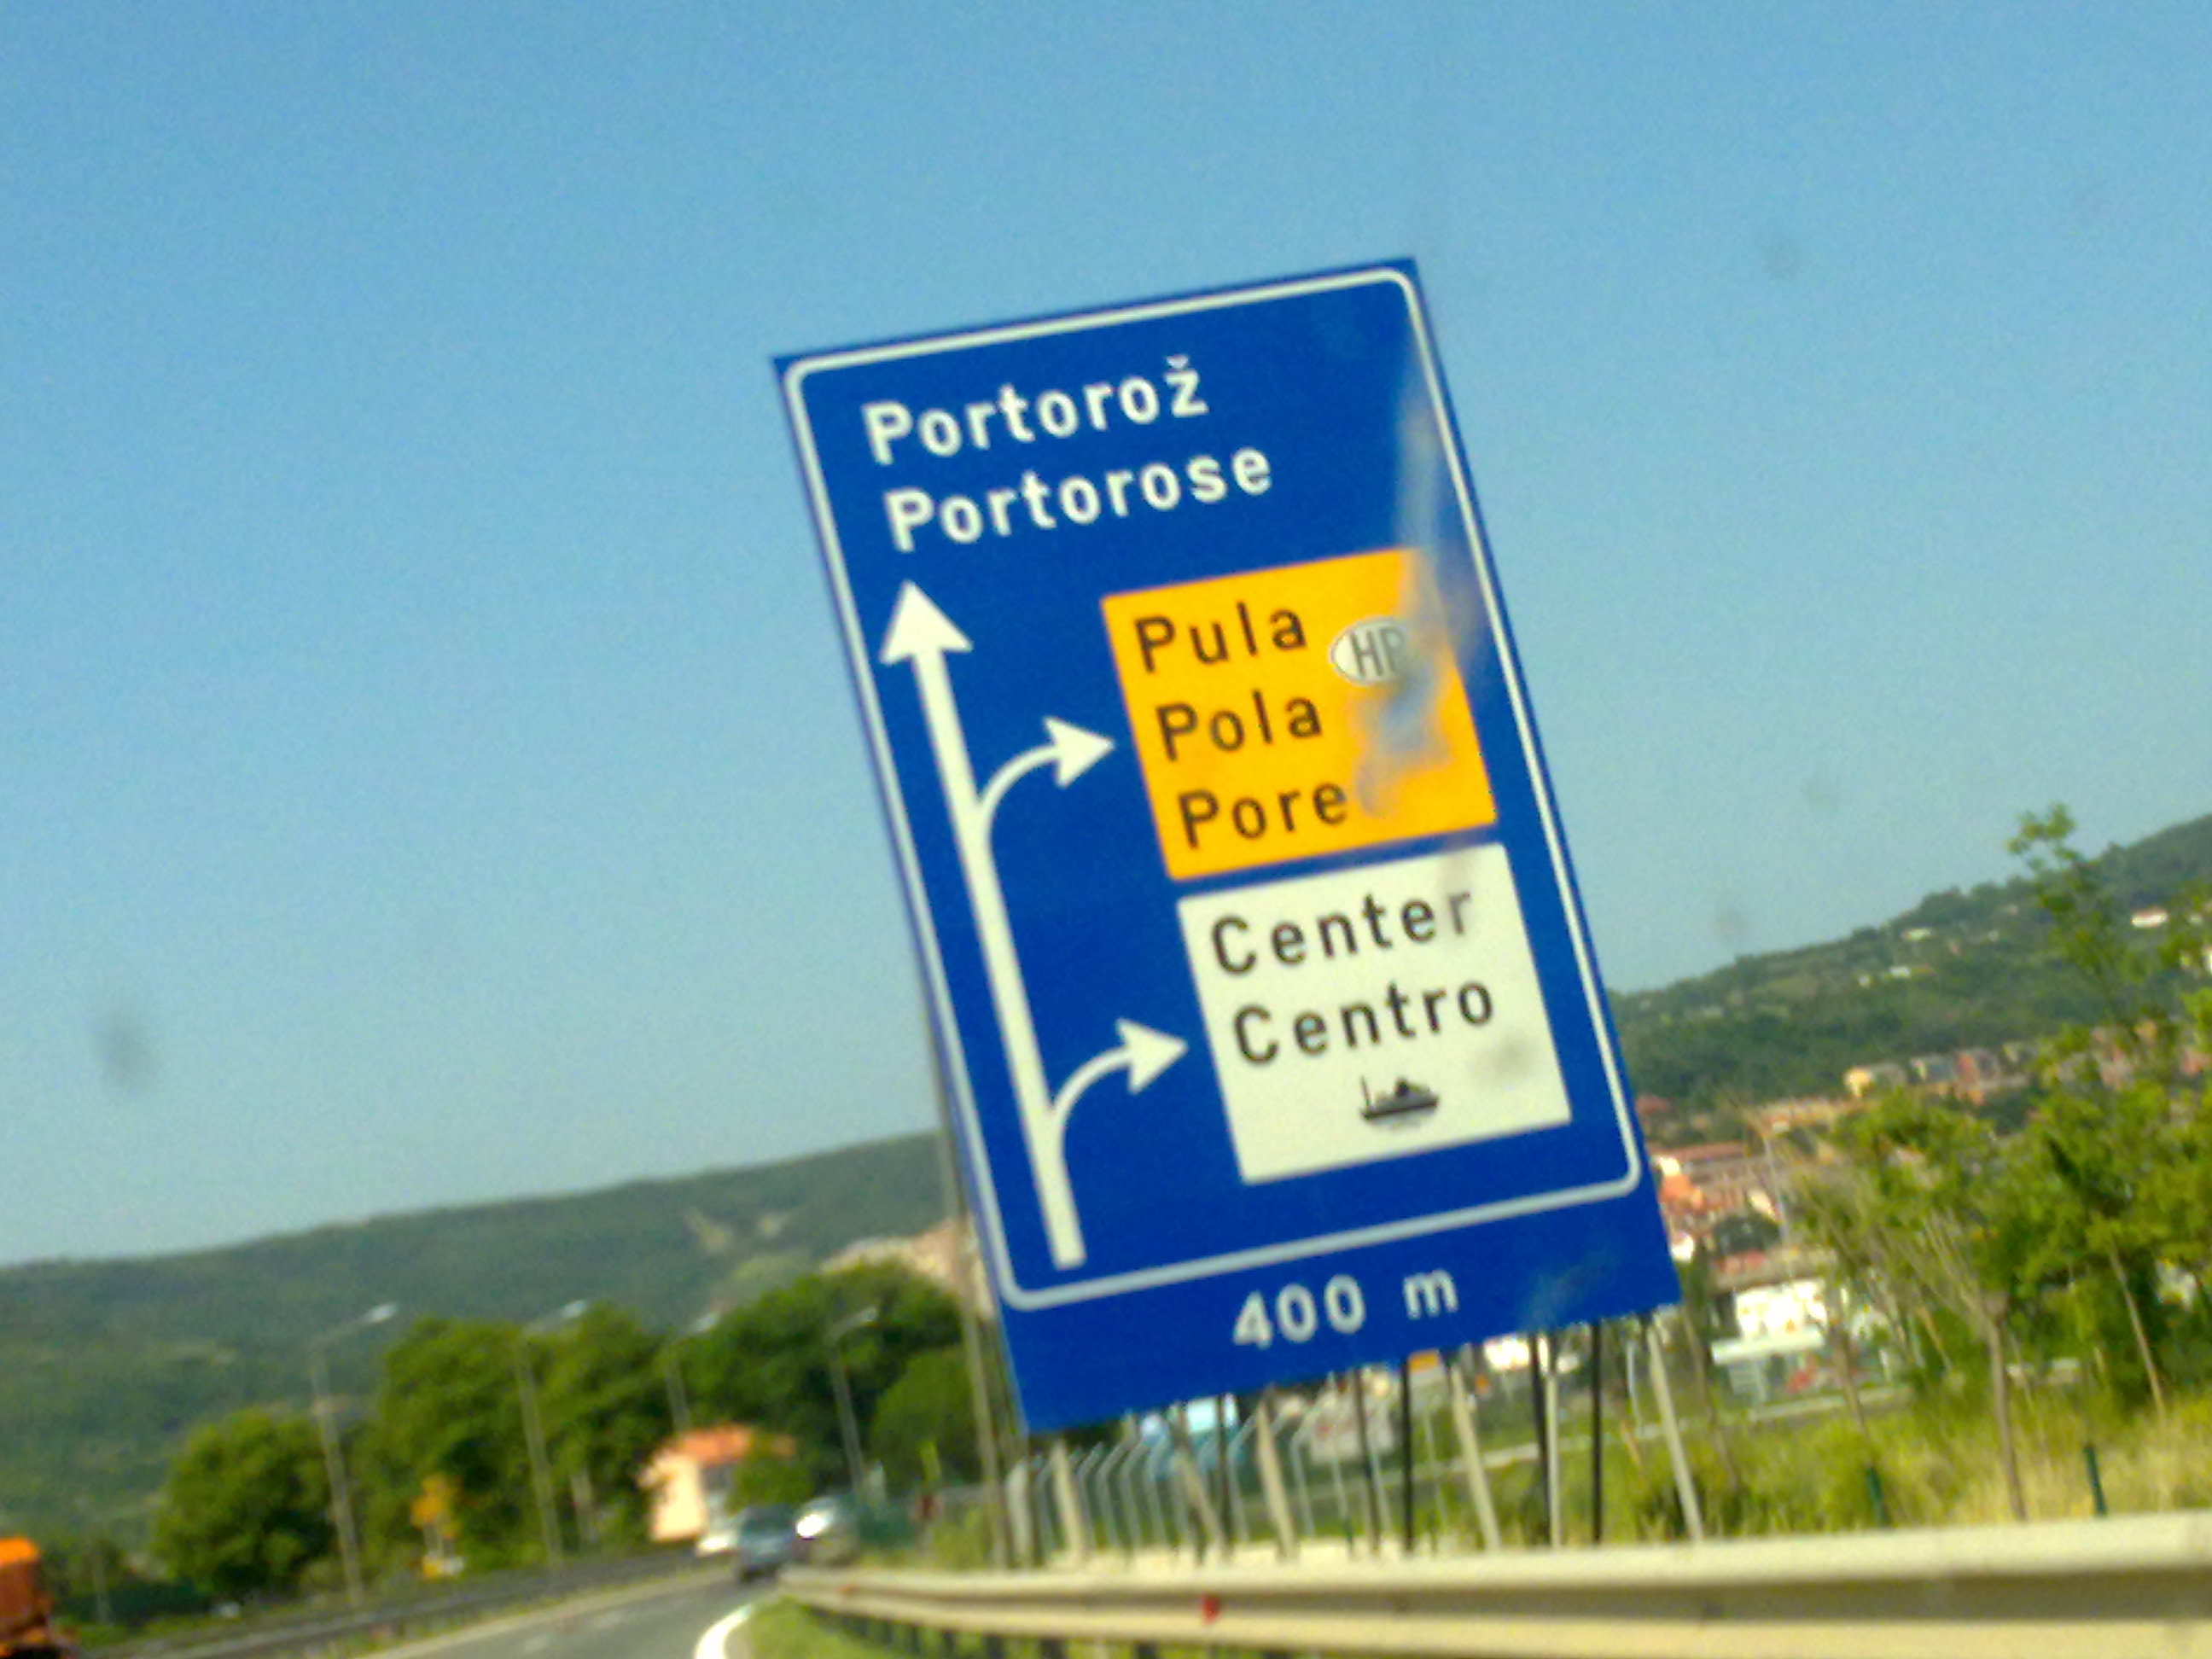 Portorož
Portorose
Pula HR
Pola
Pore
Center
Centro
400 m